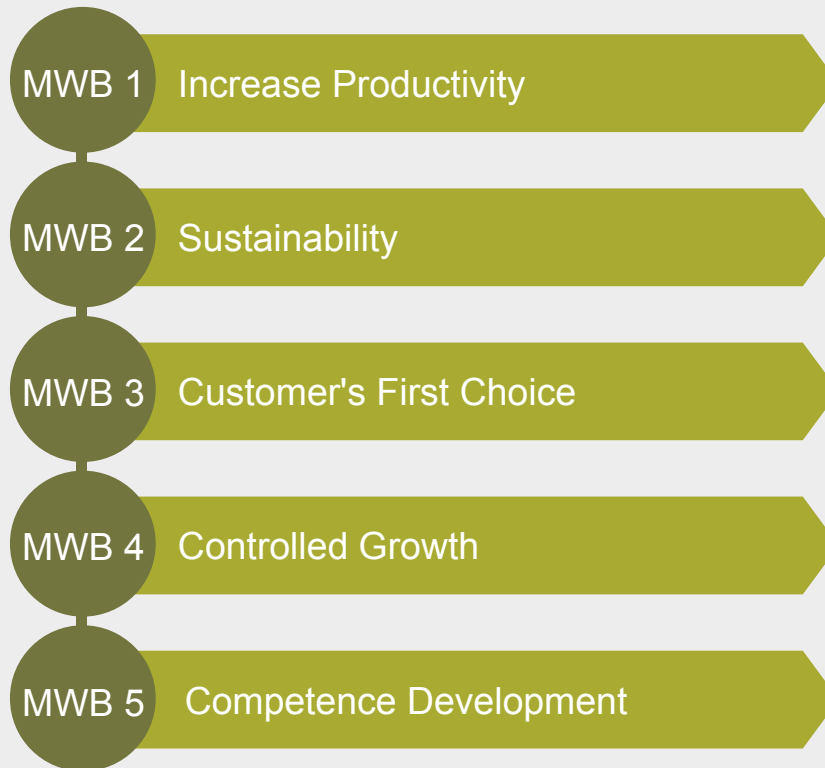 MWB 1 Increase Productivity
MWB 2 Sustainability
MWB 3 Customer's First Choice
MWB 4 Controlled Growth
MWB 5 Competence Development